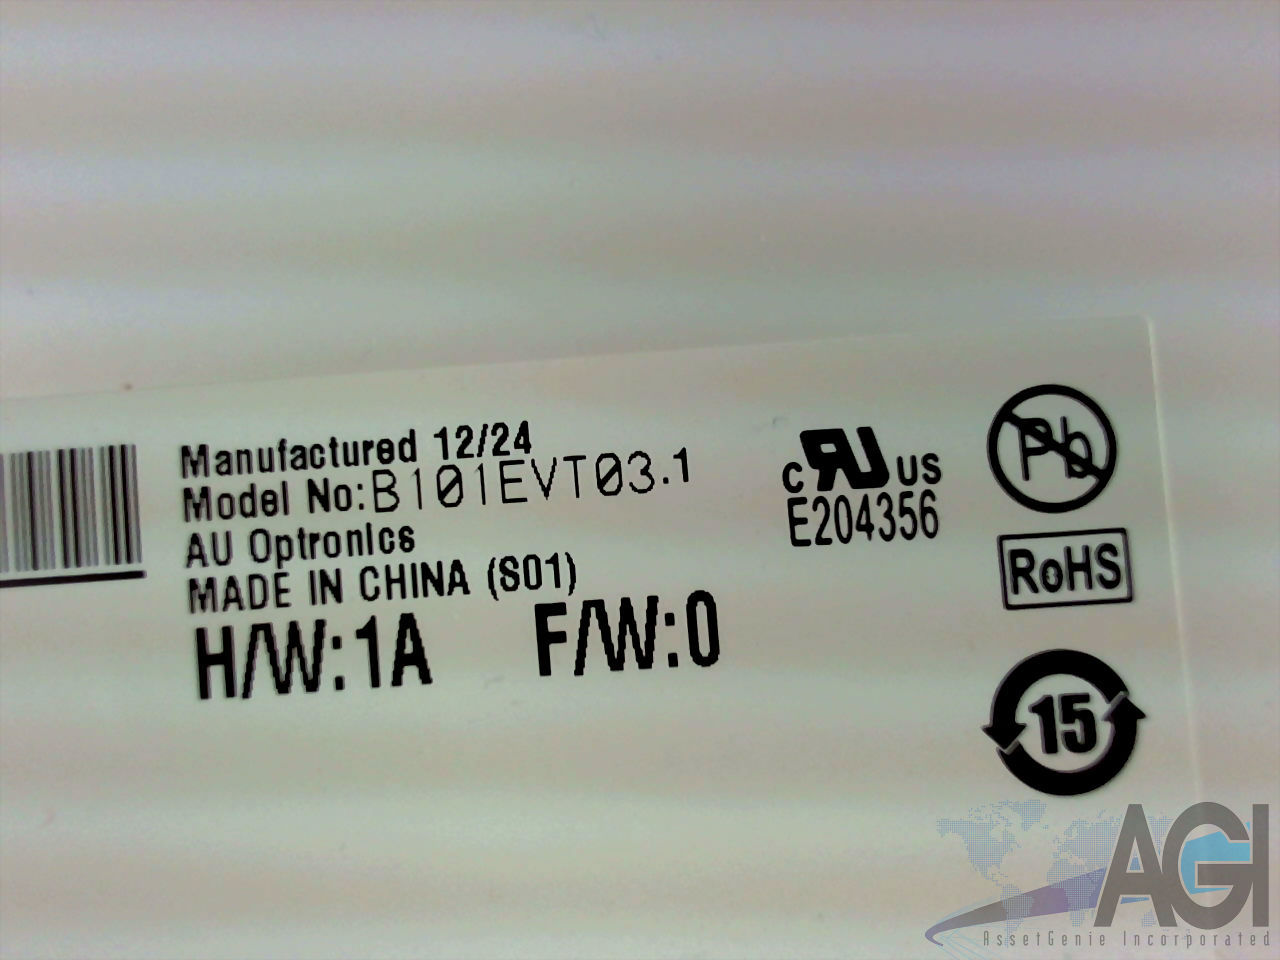 Manufactured 12/24
Model No:B101EVT03.1
AU Optronics
MADE IN CHINA (S01)
H/W:1A F/W:0
c RU US
E204356
Pb
RoHS
15
AGI
AssetGenie Incorporated